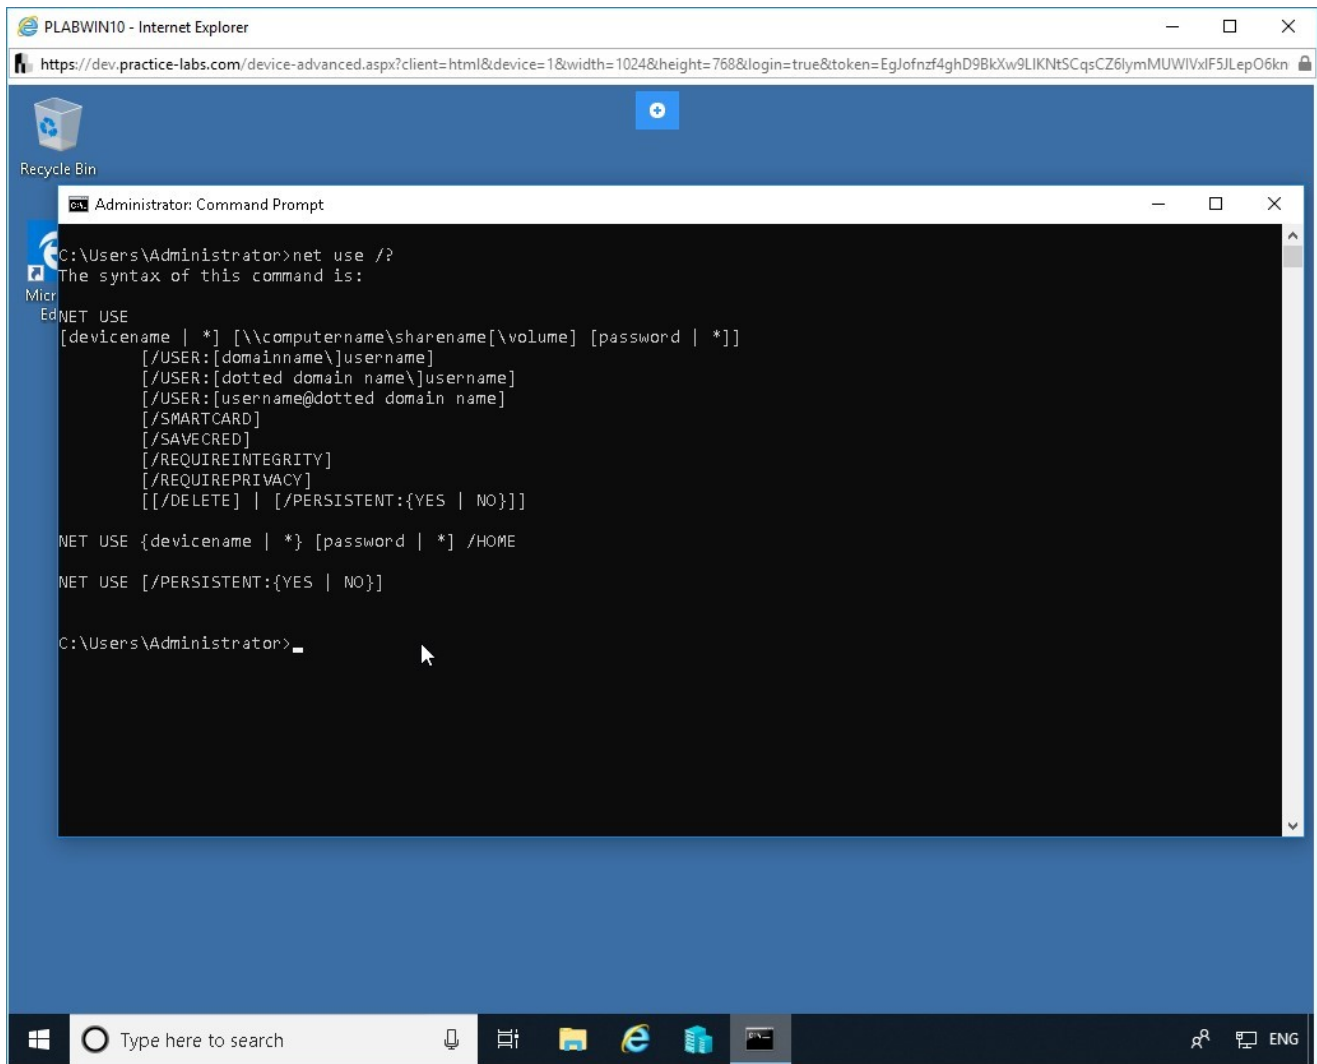 PLABWIN10 - Internet Explorer
https://dev.practice-labs.com/device-advanced.aspx?client=html&device=1&width=1024&height=768&login=true&token=
Recycle Bin
Administrator: Command Prompt
C:\Users\Administrator>net use /?
The syntax of this command is:
Micr
Ed
NET USE
[devicename | *] [\\computername\sharename[\volume] [password | *]]
[/USER:[domainname\]username]
[/USER:[dotted domain name\]username]
[/USER:[username@dotted domain name]
[/SMARTCARD]
[/SAVECRED]
[/REQUIREINTEGRITY]
[/REQUIREPRIVACY]
[[/DELETE] | [/PERSISTENT:{YES | NO}]]
NET USE {devicename | *} [password | *] /HOME
NET USE [/PERSISTENT:{YES | NO}]
C:\Users\Administrator>
Type here to search
ENG